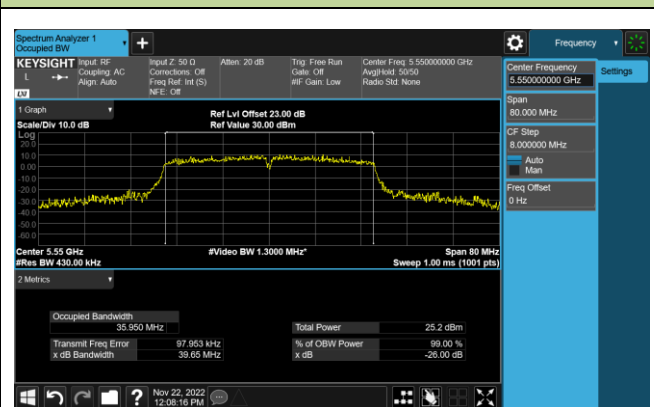 Spectrum Analyzer 1
Occupied BW
Frequency
KEYSIGHT
L
LXI
Input: RF
Coupling: AC
Align: Auto
Input Z: 50 Ω
Corrections: Off
Freq Ref: Int (S)
NFE: Off
Atten: 20 dB
Trig: Free Run
Gate: Off
#IF Gain: Low
Center Freq: 5.550000000 GHz
Avg|Hold: 50/50
Radio Std: None
Center Frequency
5.550000000 GHz
Settings
Span
80.000 MHz
CF Step
8.000000 MHz
Auto
Man
Freq Offset
0 Hz
1 Graph
Scale/Div 10.0 dB
Ref Lvl Offset 23.00 dB
Ref Value 30.00 dBm
Log
20.0
10.0
0.00
-10.0
-20.0
-30.0
-40.0
-50.0
-60.0
Center 5.55 GHz
#Video BW 1.3000 MHz*
Span 80 MHz
#Res BW 430.00 kHz
Sweep 1.00 ms (1001 pts)
2 Metrics
Occupied Bandwidth
35.950 MHz
Total Power
25.2 dBm
Transmit Freq Error
97.953 kHz
% of OBW Power
99.00 %
x dB Bandwidth
39.65 MHz
x dB
-26.00 dB
?
Nov 22, 2022
12:08:16 PM